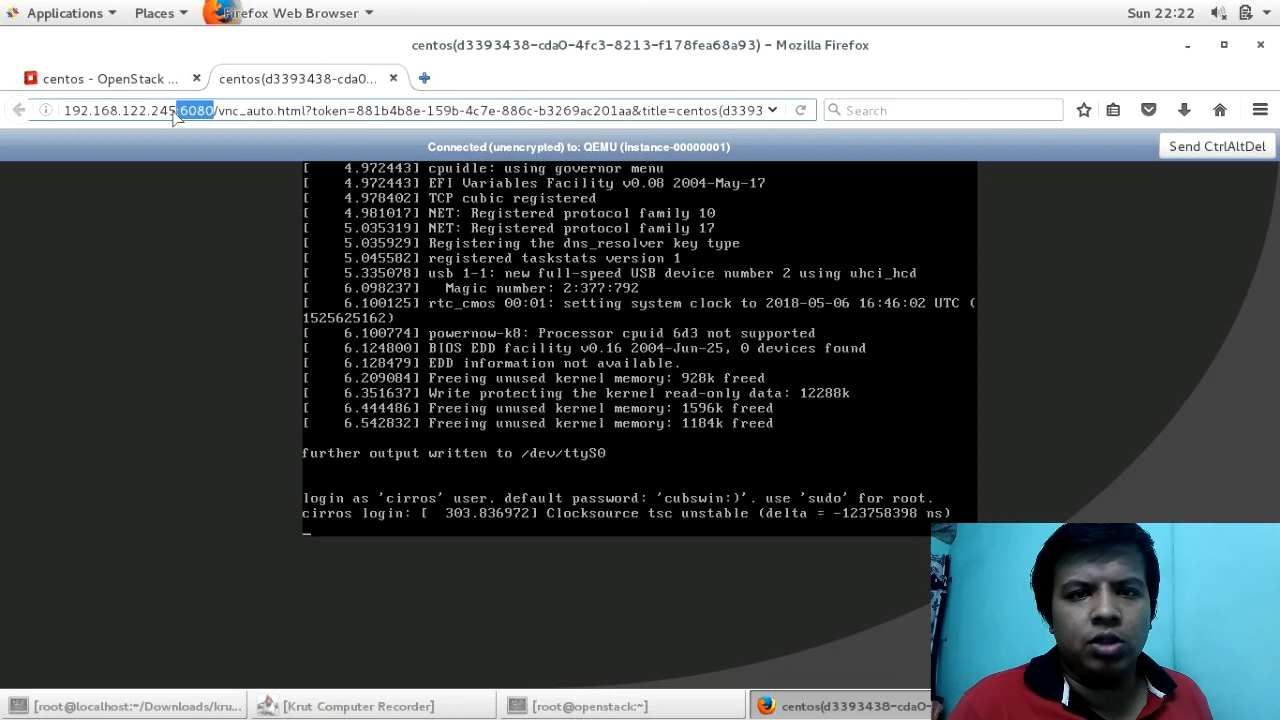 Applications Places Firefox Web Browser Sun 22:22
centos(d3393438-cda0-4fc3-8213-f178fea68a93) – Mozilla Firefox
centos - OpenStack ... centos(d3393438-cda0...
192.168.122.245:6080/vnc_auto.html?token=881b4b8e-159b-4c7e-886c-b3269ac201aa&title=centos(d3393 Search
Connected (unencrypted) to: QEMU (instance-00000001) Send CtrlAltDel
[ 4.972443] cpuidle: using governor menu
[ 4.972443] EFI Variables Facility v0.08 2004-May-17
[ 4.978402] TCP cubic registered
[ 4.981017] NET: Registered protocol family 10
[ 5.035319] NET: Registered protocol family 17
[ 5.035929] Registering the dns_resolver key type
[ 5.045582] registered taskstats version 1
[ 5.335078] usb 1-1: new full-speed USB device number 2 using uhci_hcd
[ 6.098237] Magic number: 2:377:792
[ 6.100125] rtc_cmos 00:01: setting system clock to 2018-05-06 16:46:02 UTC (
1525625162)
[ 6.100774] powernow-k8: Processor cpuid 6d3 not supported
[ 6.124800] BIOS EDD facility v0.16 2004-Jun-25, 0 devices found
[ 6.128479] EDD information not available.
[ 6.209084] Freeing unused kernel memory: 928k freed
[ 6.351637] Write protecting the kernel read-only data: 12288k
[ 6.444486] Freeing unused kernel memory: 1596k freed
[ 6.542832] Freeing unused kernel memory: 1184k freed
further output written to /dev/ttyS0
login as 'cirros' user. default password: 'cubswin:)'. use 'sudo' for root.
cirros login: [ 303.836972] Clocksource tsc unstable (delta = -123758398 ns)
_
[root@localhost:~/Downloads/kru... [Krut Computer Recorder] [root@openstack:~] centos(d3393438-cda0-